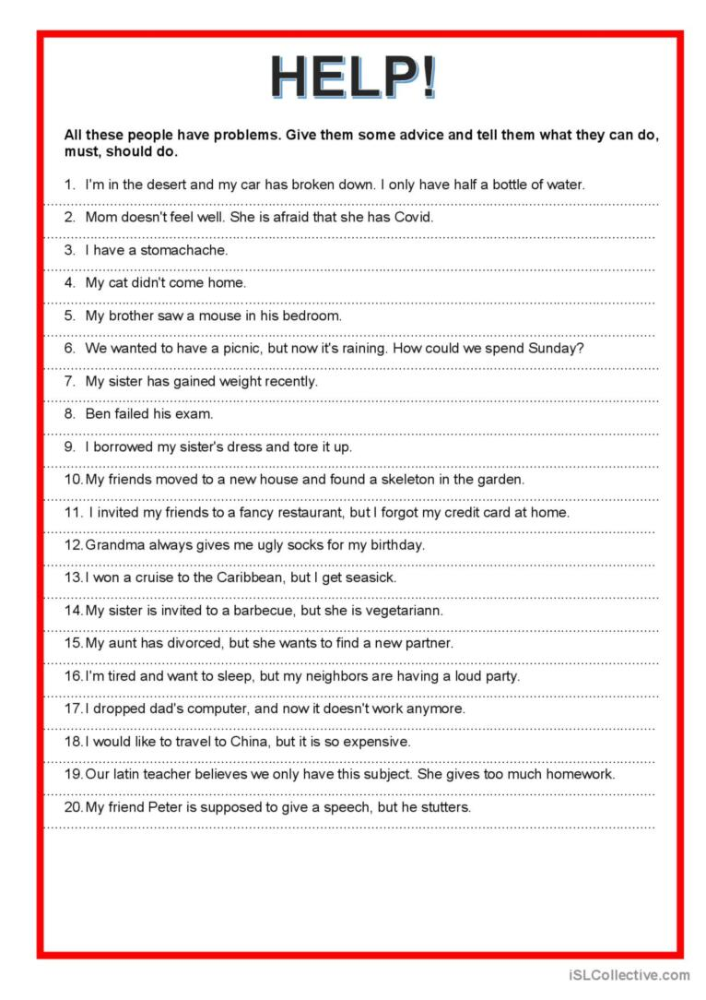 HELP!
All these people have problems. Give them some advice and tell them what they can do,
must, should do.
1. I'm in the desert and my car has broken down. I only have half a bottle of water.
2. Mom doesn't feel well. She is afraid that she has Covid.
3. I have a stomachache.
4. My cat didn't come home.
5. My brother saw a mouse in his bedroom.
6. We wanted to have a picnic, but now it's raining. How could we spend Sunday?
7. My sister has gained weight recently.
8. Ben failed his exam.
9. I borrowed my sister's dress and tore it up.
10. My friends moved to a new house and found a skeleton in the garden.
11. I invited my friends to a fancy restaurant, but I forgot my credit card at home.
12. Grandma always gives me ugly socks for my birthday.
13. I won a cruise to the Caribbean, but I get seasick.
14. My sister is invited to a barbecue, but she is vegetariann.
15. My aunt has divorced, but she wants to find a new partner.
16. I'm tired and want to sleep, but my neighbors are having a loud party.
17. I dropped dad's computer, and now it doesn't work anymore.
18. I would like to travel to China, but it is so expensive.
19. Our latin teacher believes we only have this subject. She gives too much homework.
20. My friend Peter is supposed to give a speech, but he stutters.
iSLCollective.com